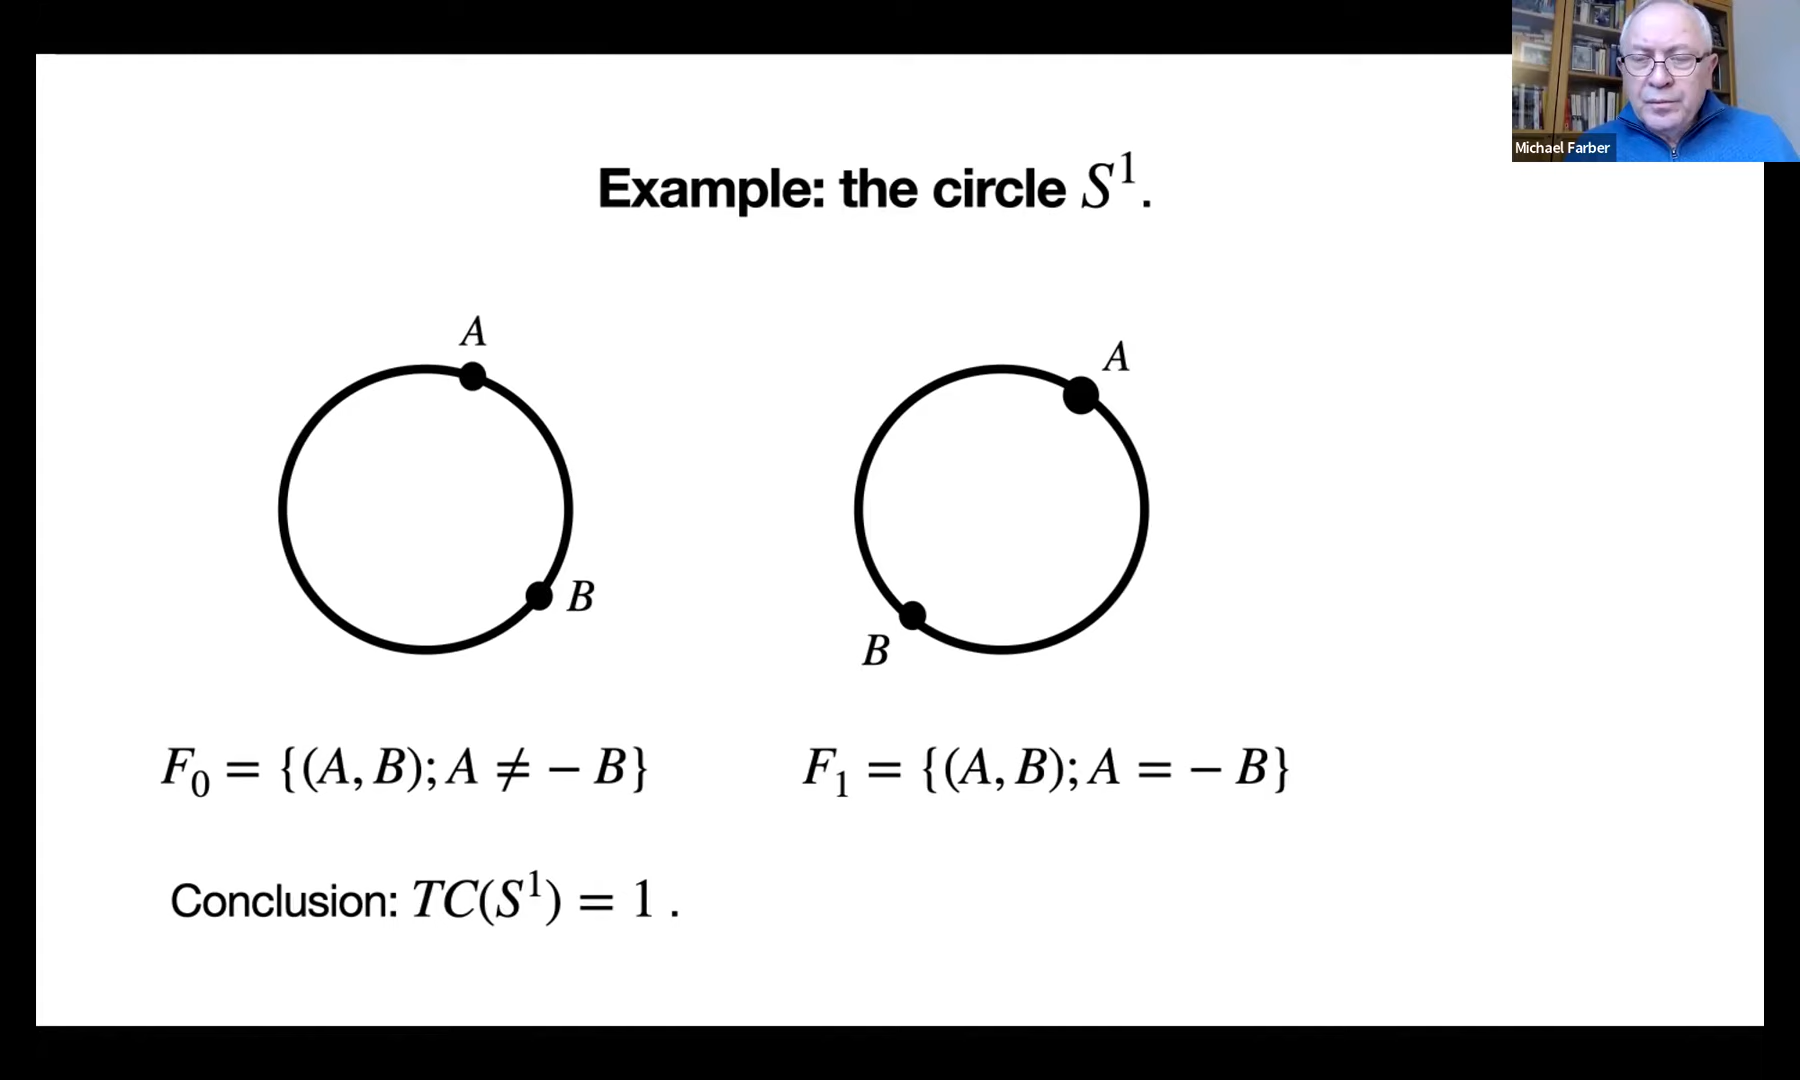 Michael Farber
Example: the circle S¹.
A
A
B
B
F₀ = {(A, B); A ≠ − B}
F₁ = {(A, B); A = − B}
Conclusion: TC(S¹) = 1 .